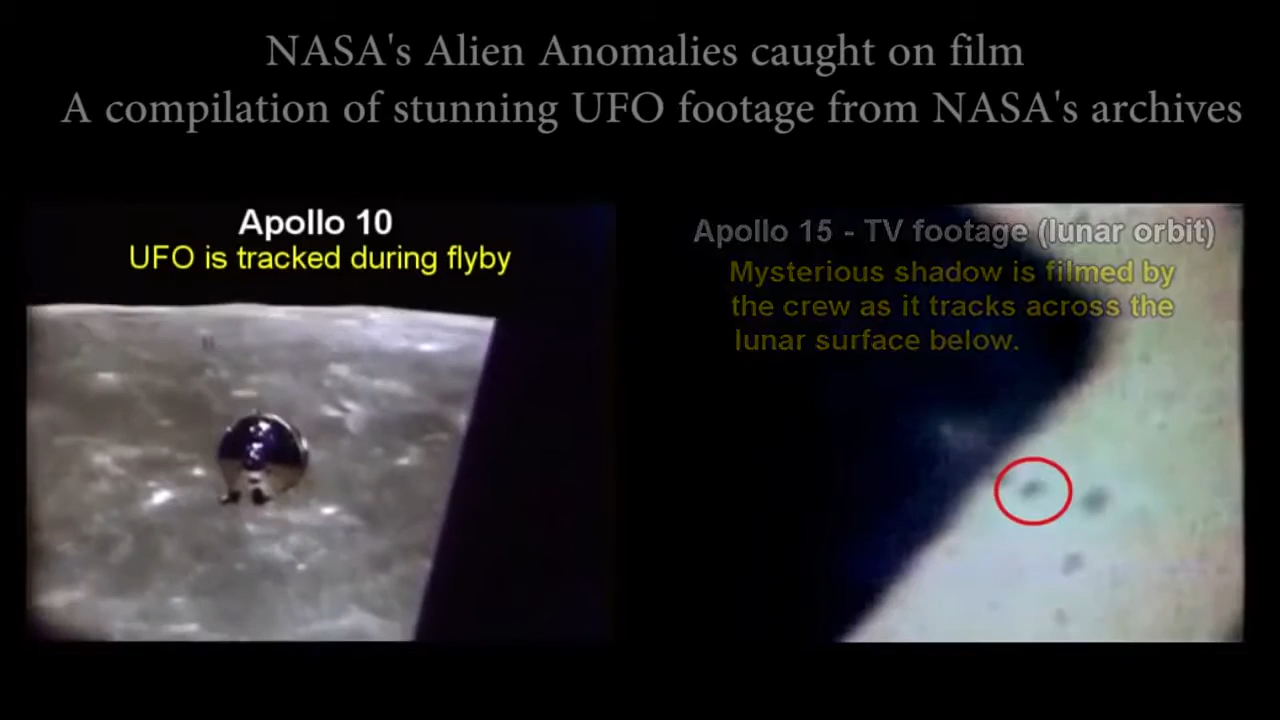 NASA's Alien Anomalies caught on film
A compilation of stunning UFO footage from NASA's archives
Apollo 10
UFO is tracked during flyby
Apollo 15 - TV footage (lunar orbit)
Mysterious shadow is filmed by
the crew as it tracks across the
lunar surface below.